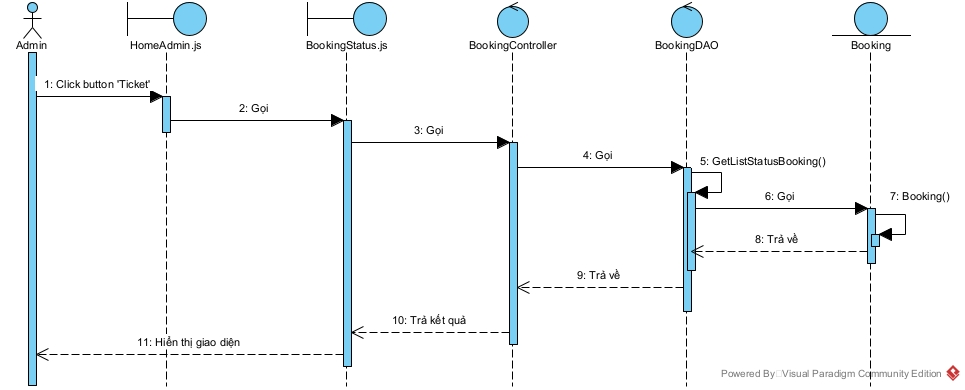 Admin
HomeAdmin.js
BookingStatus.js
BookingController
BookingDAO
Booking
1: Click button 'Ticket'
2: Gọi
3: Gọi
4: Gọi
5: GetListStatusBooking()
6: Gọi
7: Booking()
8: Trả về
9: Trả về
10: Trả kết quả
11: Hiển thị giao diện
Powered By Visual Paradigm Community Edition